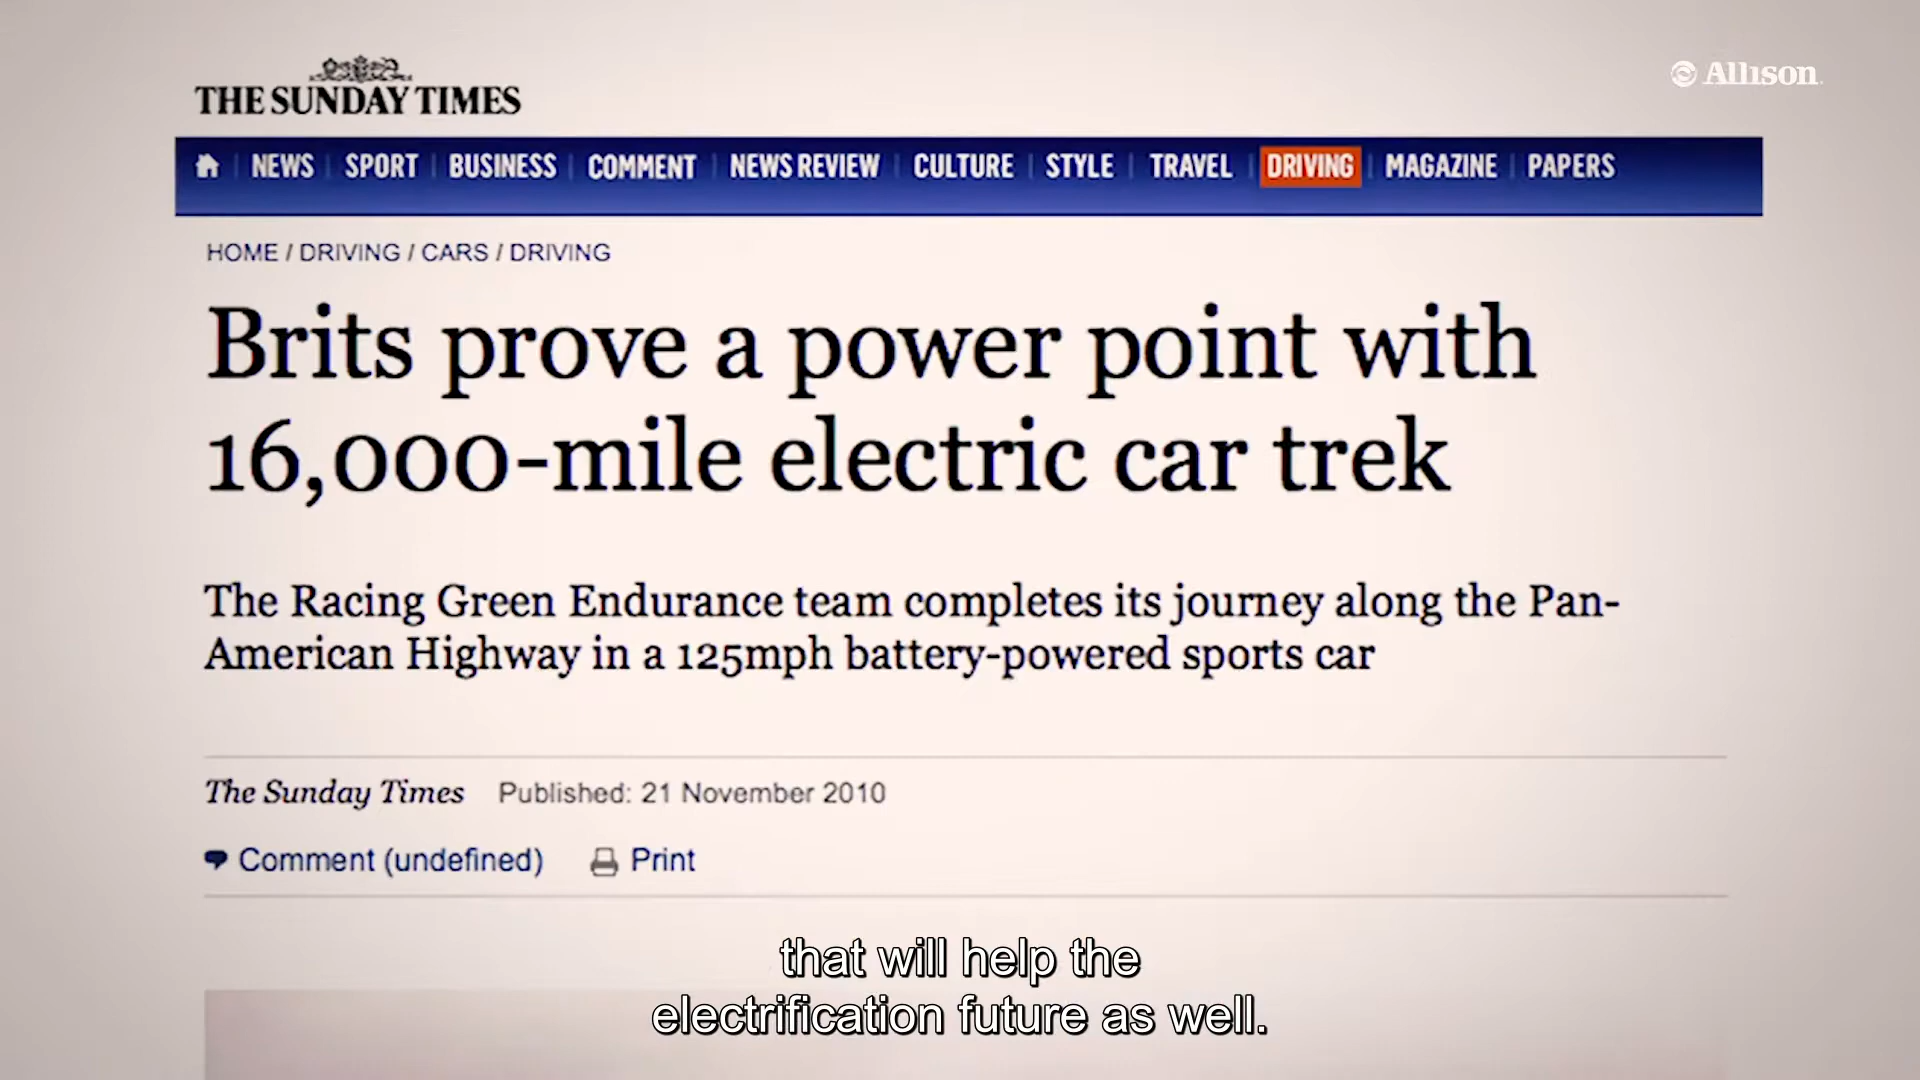 THE SUNDAY TIMES
Allison
NEWS SPORT BUSINESS COMMENT NEWS REVIEW CULTURE STYLE TRAVEL DRIVING MAGAZINE PAPERS
HOME / DRIVING / CARS / DRIVING
Brits prove a power point with
16,000-mile electric car trek
The Racing Green Endurance team completes its journey along the Pan-
American Highway in a 125mph battery-powered sports car
The Sunday Times Published: 21 November 2010
Comment (undefined) Print
that will help the
electrification future as well.